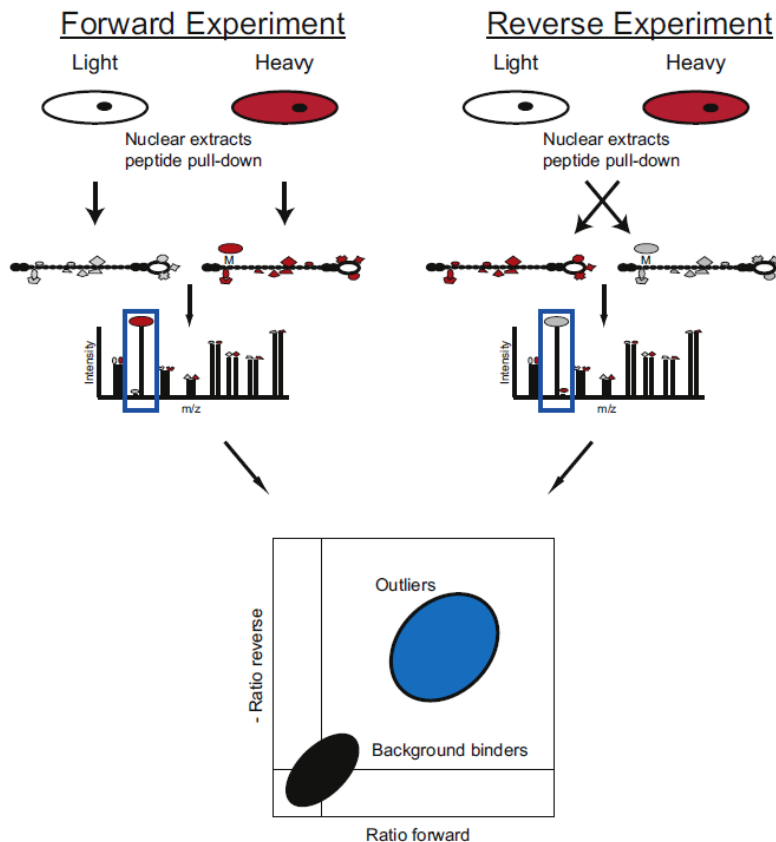 Forward Experiment
Light Heavy
Nuclear extracts
peptide pull-down
M
Intensity
m/z
Reverse Experiment
Light Heavy
Nuclear extracts
peptide pull-down
M
Intensity
m/z
Outliers
Background binders
- Ratio reverse
Ratio forward